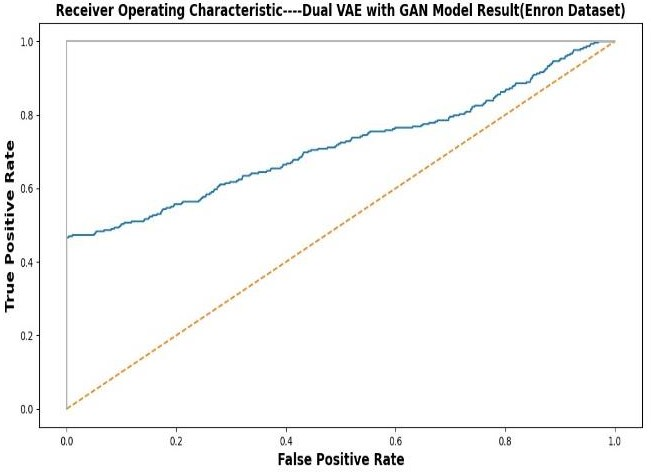 Receiver Operating Characteristic----Dual VAE with GAN Model Result(Enron Dataset)
True Positive Rate
1.0
0.8
0.6
0.4
0.2
0.0
0.0 0.2 0.4 0.6 0.8 1.0
False Positive Rate